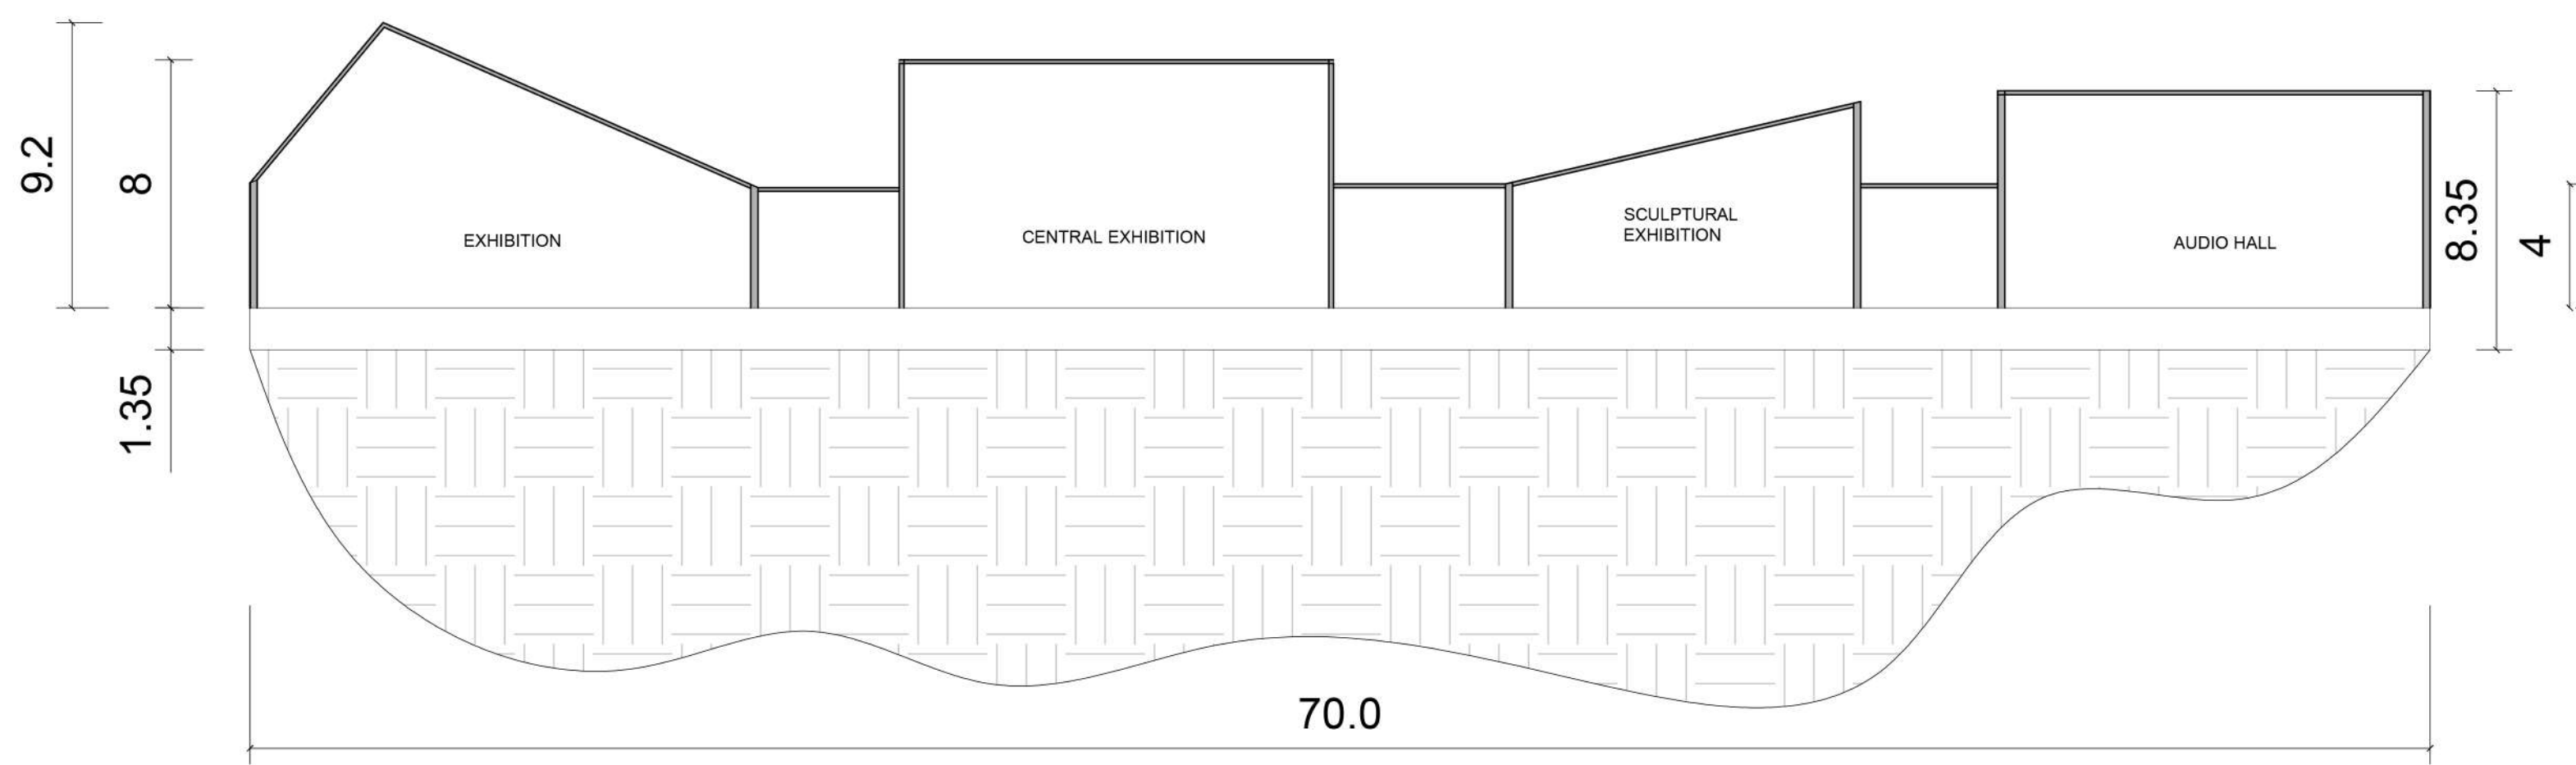 9.2
8
1.35
EXHIBITION
CENTRAL EXHIBITION
SCULPTURAL
EXHIBITION
AUDIO HALL
8.35
4
70.0